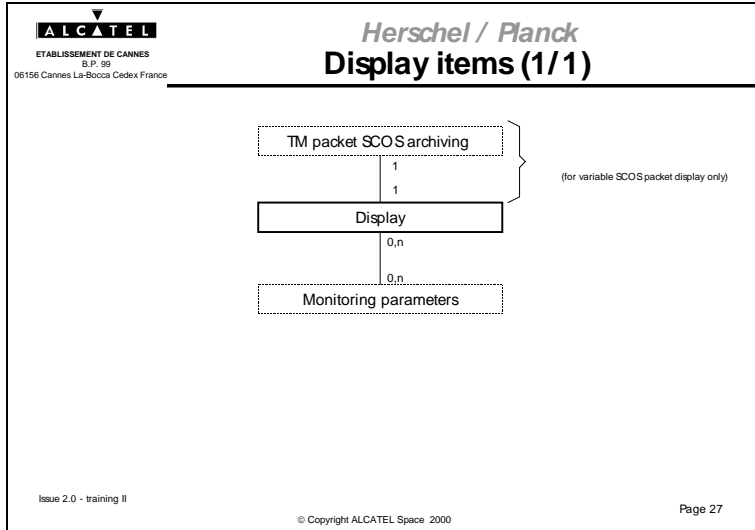 ALCATEL
ETABLISSEMENT DE CANNES
B.P. 99
06156 Cannes La-Bocca Cedex France
Herschel / Planck
Display items (1/1)
TM packet SCOS archiving
1
(for variable SCOS packet display only)
1
Display
0,n
0,n
Monitoring parameters
Issue 2.0 - training II
© Copyright ALCATEL Space 2000
Page 27